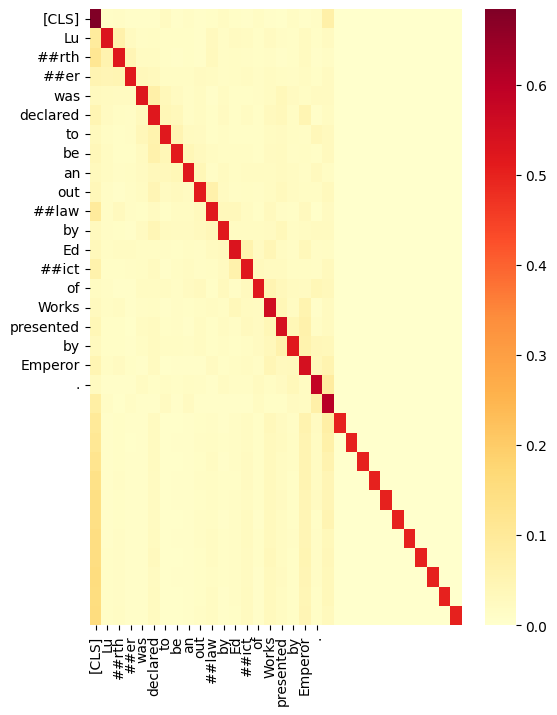 [CLS]
Lu
##rth
##er
was
declared
to
be
an
out
##law
by
Ed
##ict
of
Works
presented
by
Emperor
.
[CLS]
Lu
##rth
##er
was
declared
to
be
an
out
##law
by
Ed
##ict
of
Works
presented
by
Emperor
.
0.6
0.5
0.4
0.3
0.2
0.1
0.0